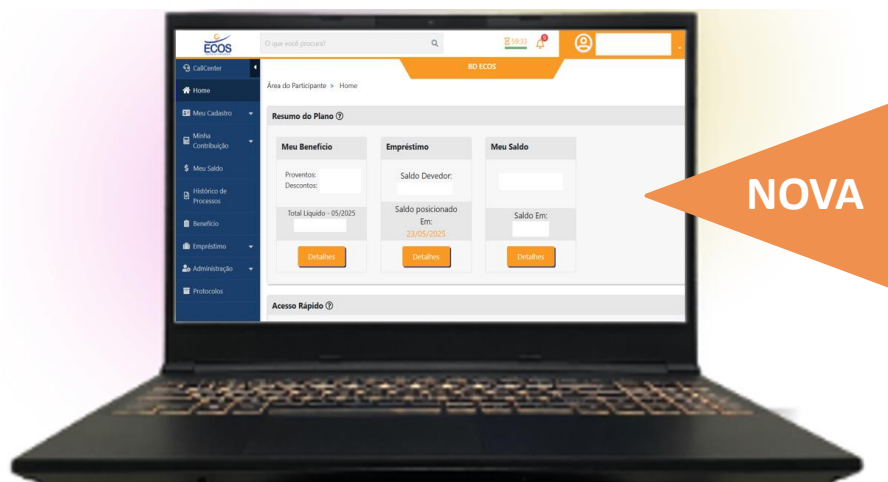 ECOS
O que você procura?
59:33
BD ECOS
CallCenter
Home
Meu Cadastro
Minha
Contribuição
Meu Saldo
Histórico de
Processos
Benefício
Empréstimo
Administração
Protocolos
Área do Participante > Home
Resumo do Plano
Meu Benefício
Proventos:
Descontos:
Total Líquido - 05/2025
Detalhes
Empréstimo
Saldo Devedor:
Saldo posicionado
Em:
23/05/2025
Detalhes
Meu Saldo
Saldo Em:
Detalhes
Acesso Rápido
NOVA